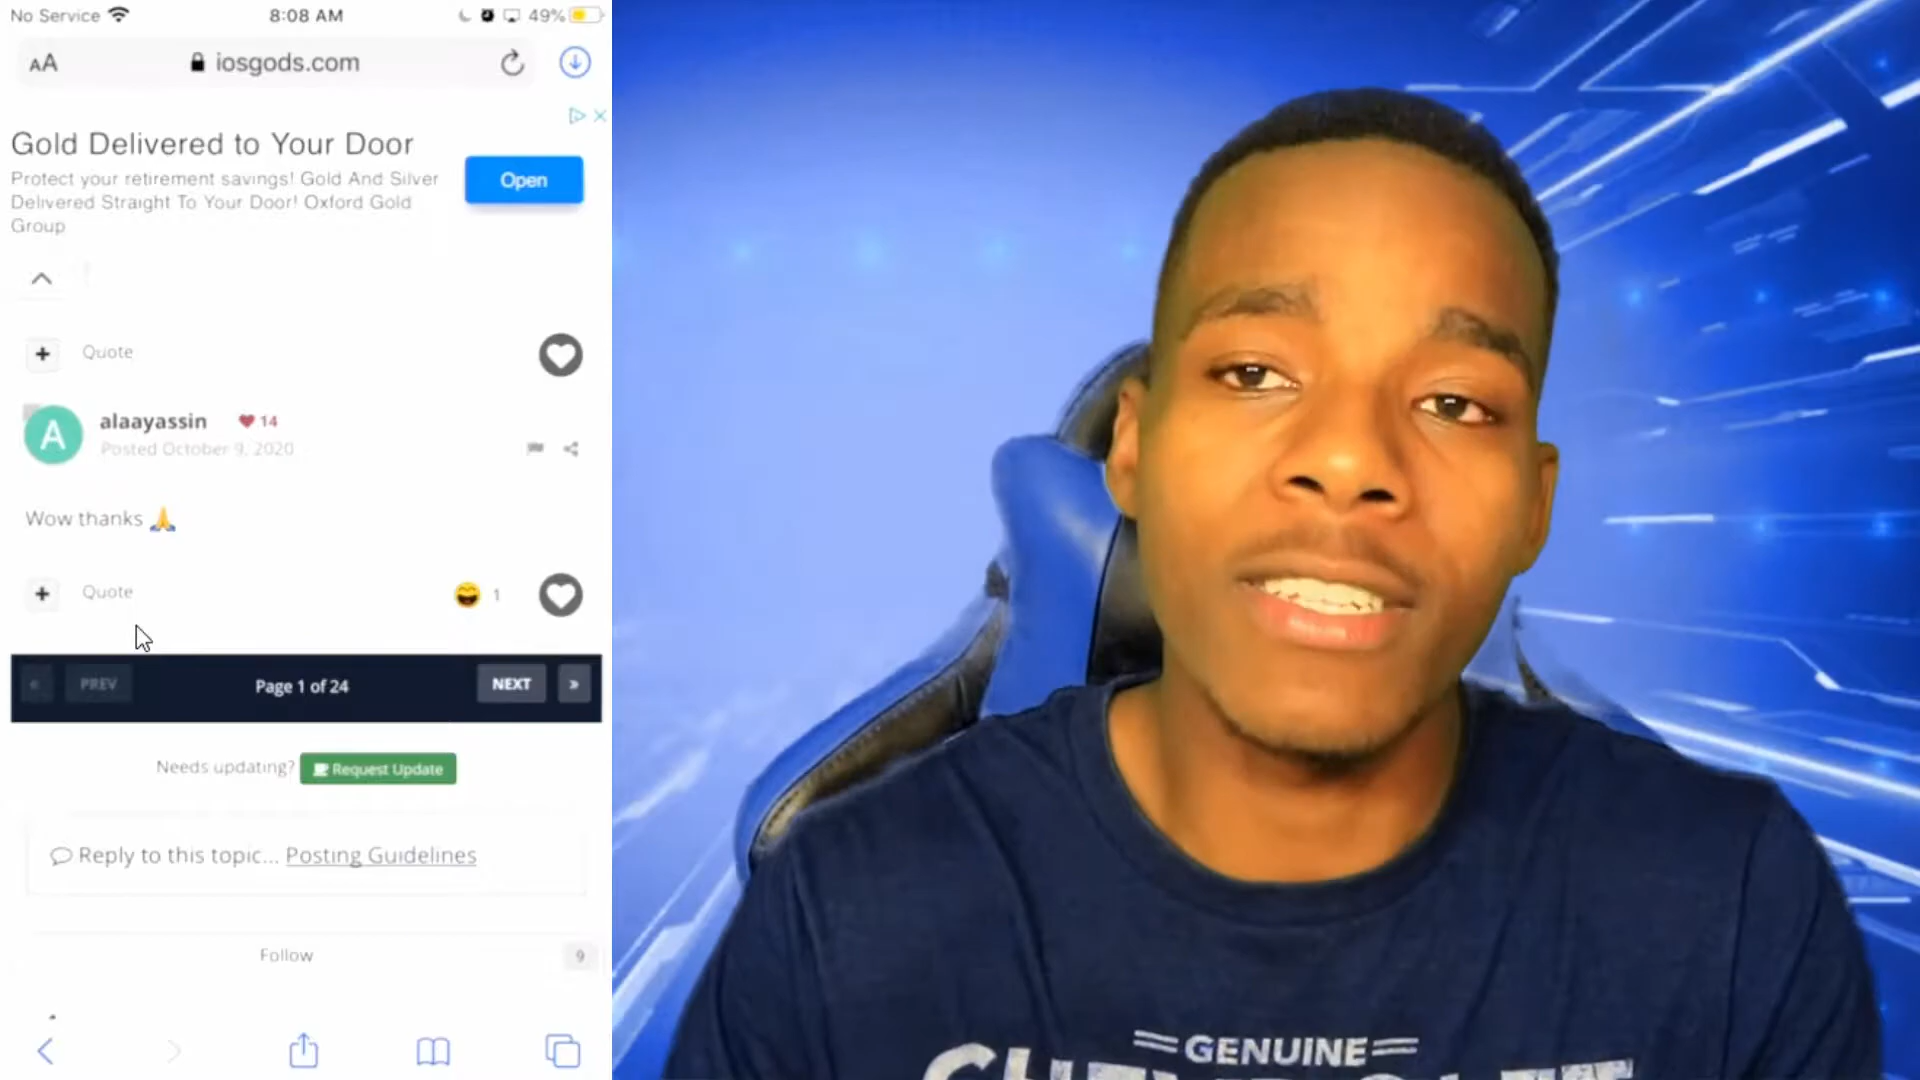 No Service
8:08 AM
49%
AA
iosgods.com
Gold Delivered to Your Door
Protect your retirement savings! Gold And Silver
Delivered Straight To Your Door! Oxford Gold
Group
Open
+ Quote
A
alaayassin
14
Posted October 9, 2020
Wow thanks 🙏
+ Quote
1
« PREV
Page 1 of 24
NEXT »
Needs updating? Request Update
Reply to this topic... Posting Guidelines
Follow
9
GENUINE